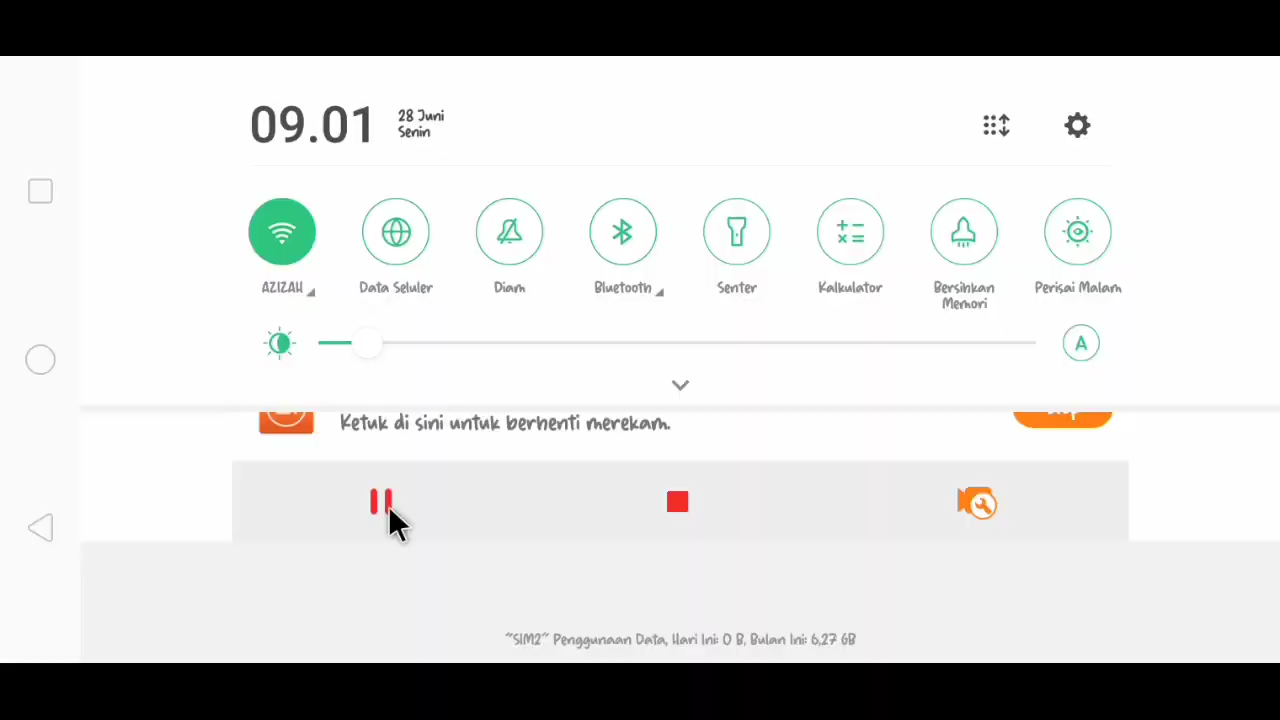 09.01
28 Juni
Senin
AZIZAH
Data Seluler
Diam
Bluetooth
Senter
Kalkulator
Bersihkan
Memori
Perisai Malam
A
Ketuk di sini untuk berhenti merekam.
"SIM2" Penggunaan Data, Hari Ini: 0 B, Bulan Ini: 6,27 GB